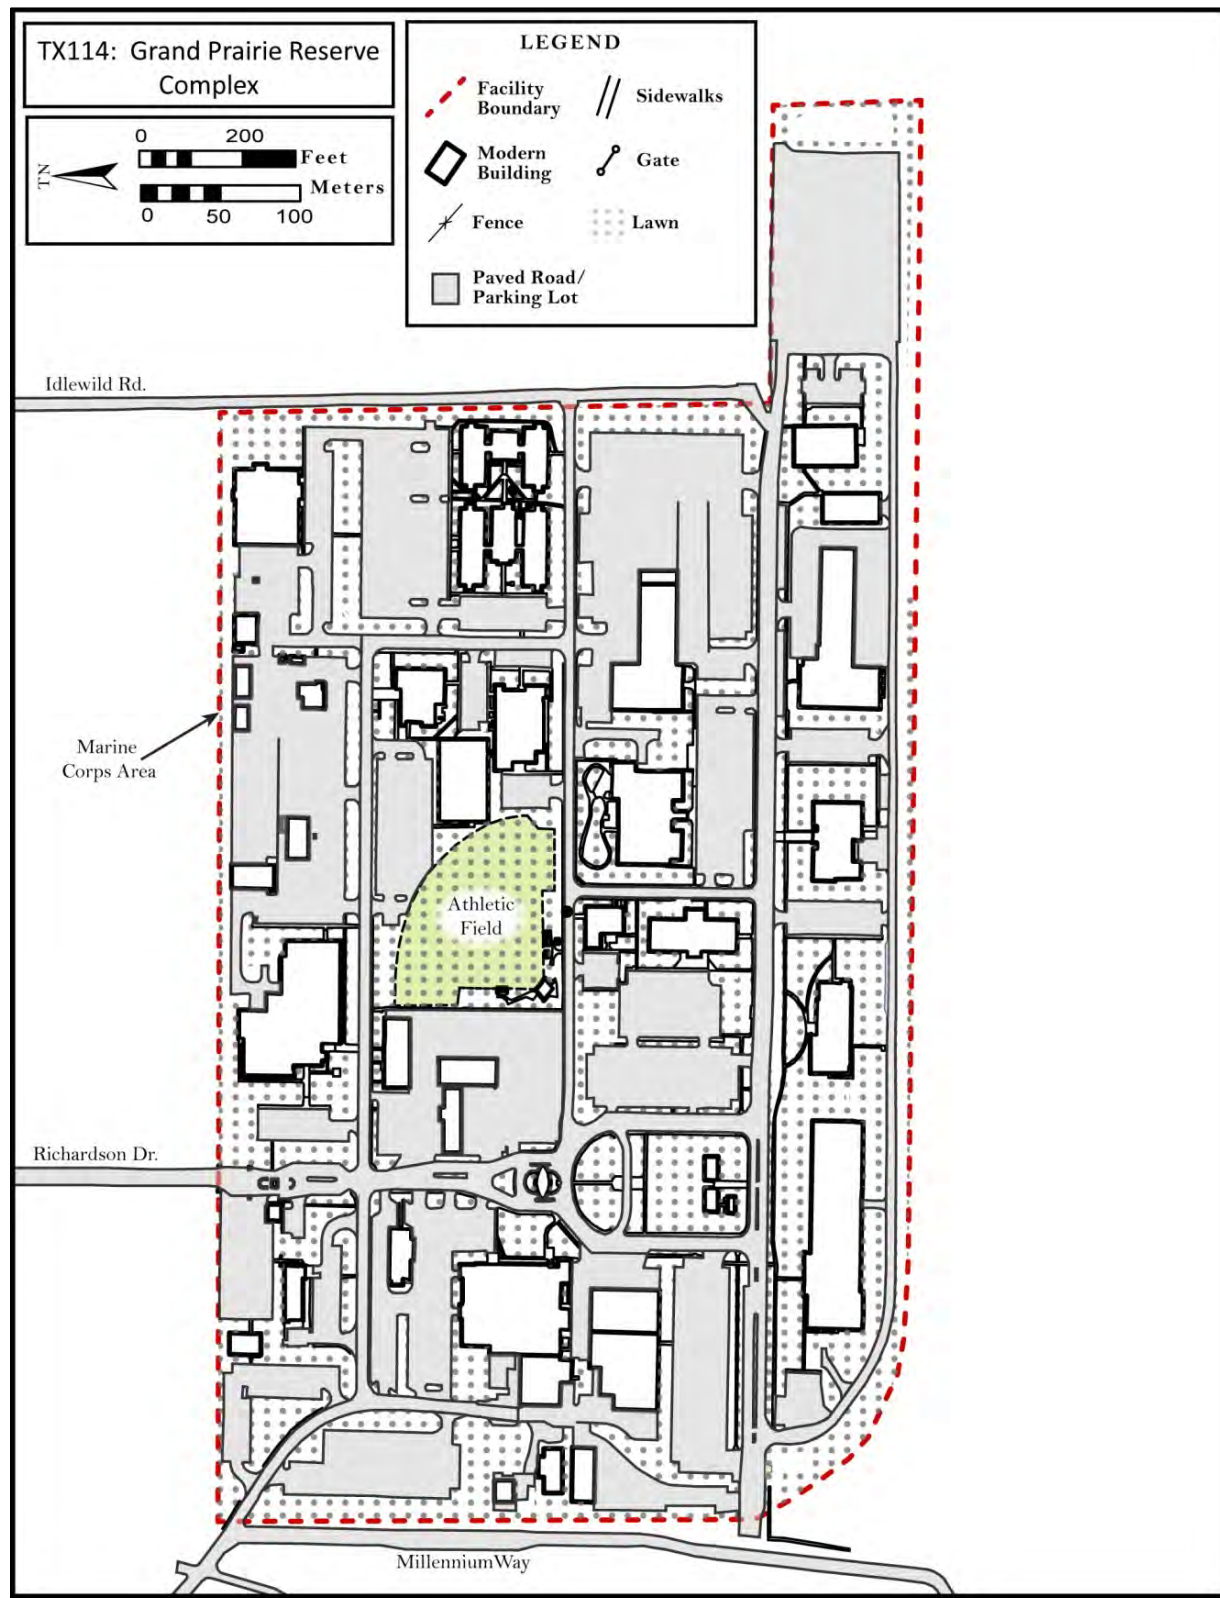 TX114: Grand Prairie Reserve
Complex
0 200
Feet
Meters
0 50 100
TN
LEGEND
Facility
Boundary
Sidewalks
Modern
Building
Gate
Fence
Lawn
Paved Road/
Parking Lot
Idlewild Rd.
Marine
Corps Area
Athletic
Field
Richardson Dr.
MillenniumWay